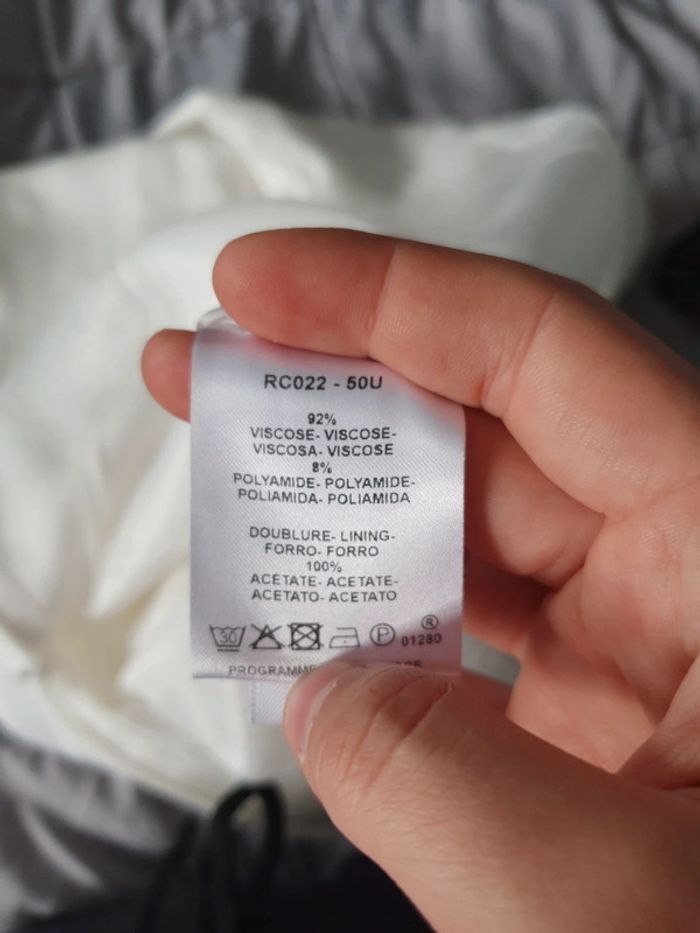 RC022 - 50U
92%
VISCOSE- VISCOSE-
VISCOSA- VISCOSE
8%
POLYAMIDE- POLYAMIDE-
POLIAMIDA- POLIAMIDA
DOUBLURE- LINING-
FORRO- FORRO
100%
ACÉTATE- ACETATE-
ACETATO- ACETATO
30 P ® 01280